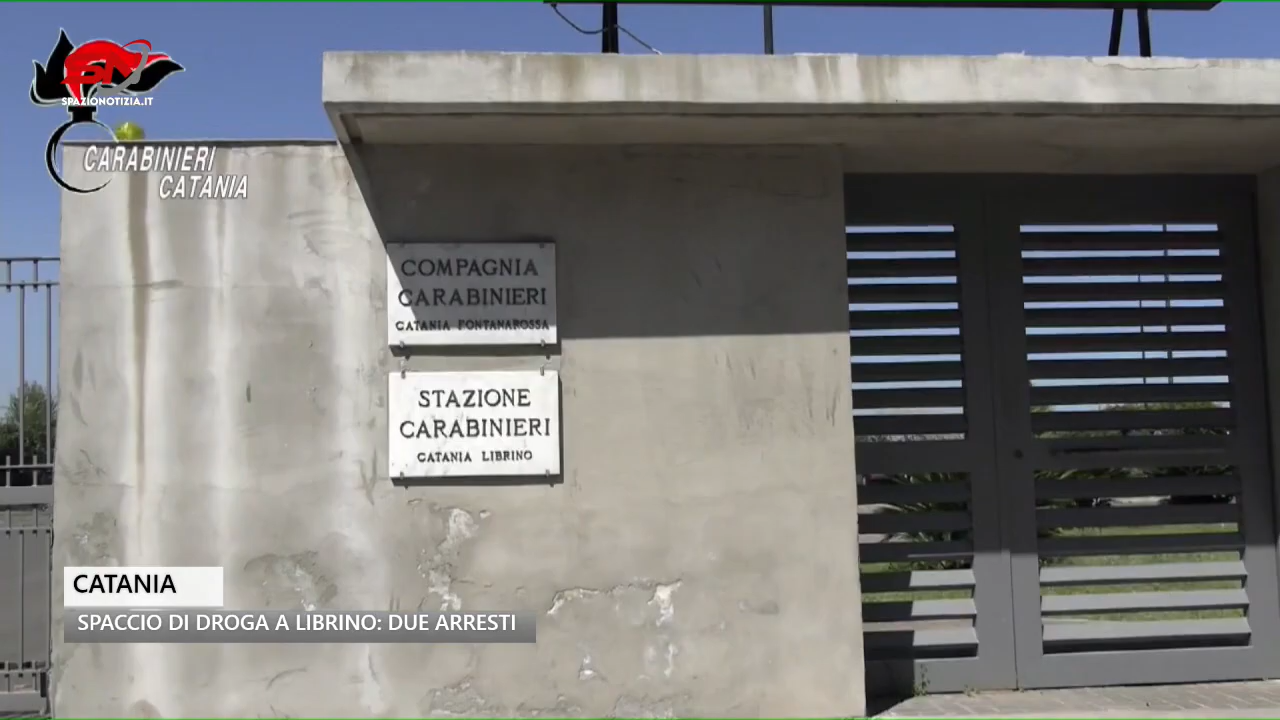 SN
SPAZIONOTIZIA.IT
CARABINIERI
CATANIA
COMPAGNIA
CARABINIERI
CATANIA FONTANAROSSA
STAZIONE
CARABINIERI
CATANIA LIBRINO
CATANIA
SPACCIO DI DROGA A LIBRINO: DUE ARRESTI